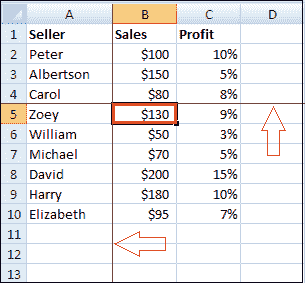 A B C D
1 Seller Sales Profit
2 Peter $100 10%
3 Albertson $150 5%
4 Carol $80 8%
5 Zoey $130 9%
6 William $50 3%
7 Michael $70 5%
8 David $200 15%
9 Harry $180 10%
10 Elizabeth $95 7%
11
12
13